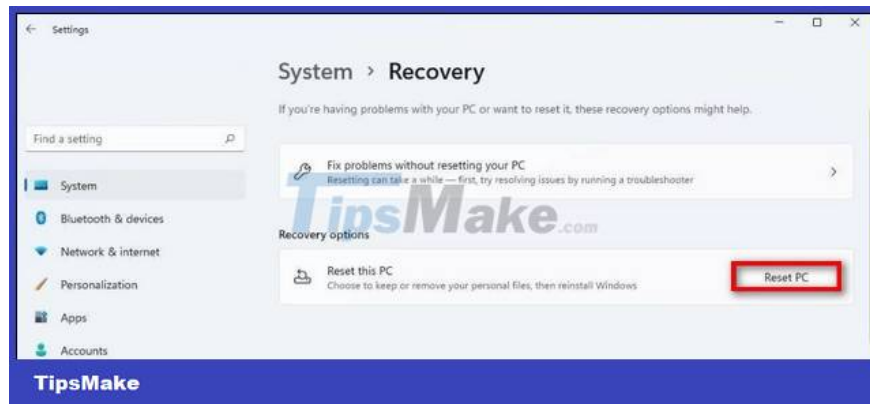 Settings
System > Recovery
If you're having problems with your PC or want to reset it, these recovery options might help.
Find a setting
Fix problems without resetting your PC
Resetting can take a while — first, try resolving issues by running a troubleshooter
System
TipsMake.com
Bluetooth & devices
Recovery options
Network & internet
Reset this PC
Choose to keep or remove your personal files, then reinstall Windows
Reset PC
Personalization
Apps
Accounts
TipsMake